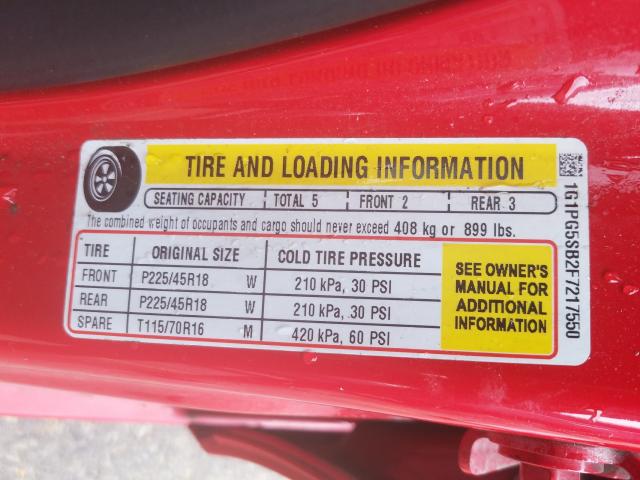 TIRE AND LOADING INFORMATION
SEATING CAPACITY TOTAL 5 FRONT 2 REAR 3
The combined weight of occupants and cargo should never exceed 408 kg or 899 lbs.
TIRE ORIGINAL SIZE COLD TIRE PRESSURE
FRONT P225/45R18 W 210 kPa, 30 PSI
REAR P225/45R18 W 210 kPa, 30 PSI
SPARE T115/70R16 M 420 kPa, 60 PSI
SEE OWNER'S
MANUAL FOR
ADDITIONAL
INFORMATION
1G1PG5SB2F7217550